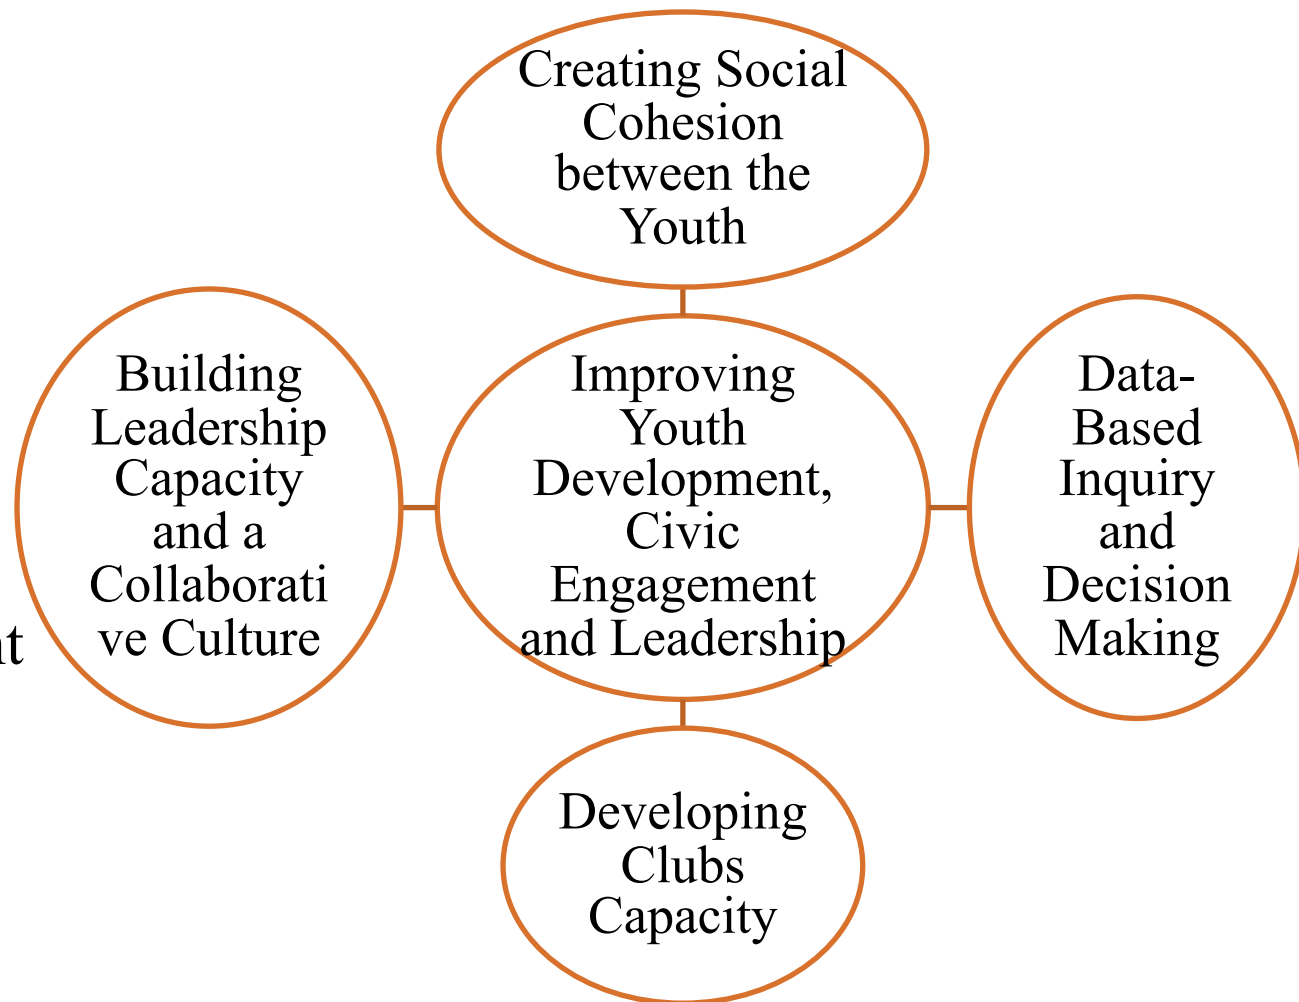 Creating Social
Cohesion
between the
Youth
Building
Leadership
Capacity
and a
Collaborati
ve Culture
Improving
Youth
Development,
Civic
Engagement
and Leadership
Data-
Based
Inquiry
and
Decision
Making
Developing
Clubs
Capacity